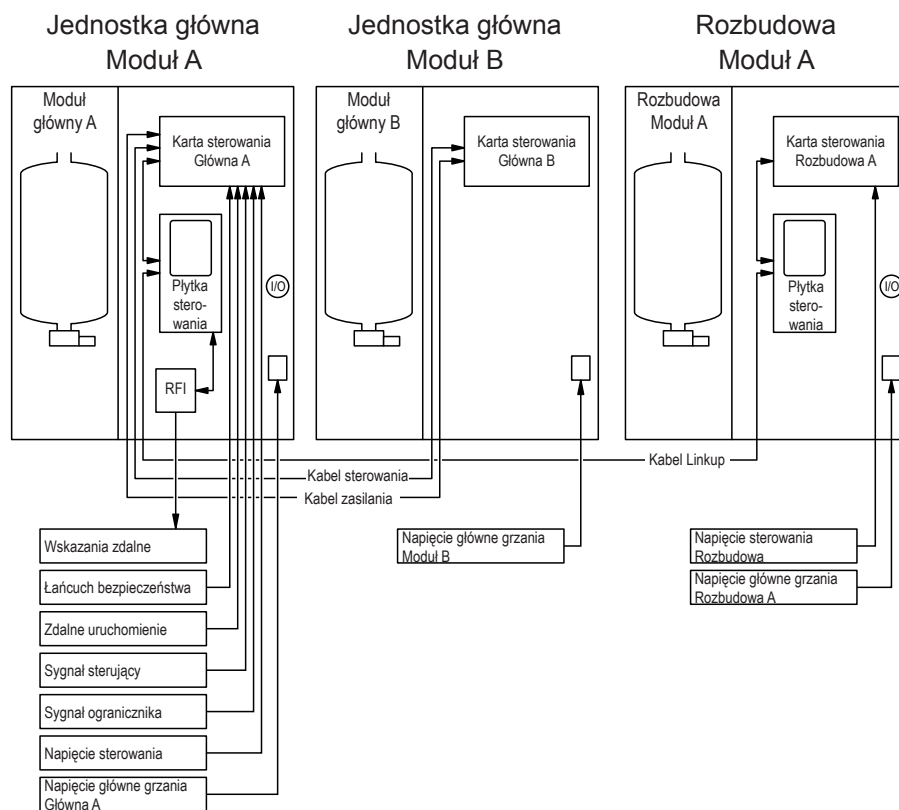 Jednostka główna
Moduł A
Jednostka główna
Moduł B
Rozbudowa
Moduł A
Moduł
główny A
Karta sterowania
Główna A
Płytka
stero-
wania
I/O
RFI
Moduł
główny B
Karta sterowania
Główna B
Rozbudowa
Moduł A
Karta sterowania
Rozbudowa A
Płytka
stero-
wania
I/O
Kabel Linkup
Kabel sterowania
Kabel zasilania
Wskazania zdalne
Łańcuch bezpieczeństwa
Zdalne uruchomienie
Sygnał sterujący
Sygnał ogranicznika
Napięcie sterowania
Napięcie główne grzania
Główna A
Napięcie główne grzania
Moduł B
Napięcie sterowania
Rozbudowa
Napięcie główne grzania
Rozbudowa A